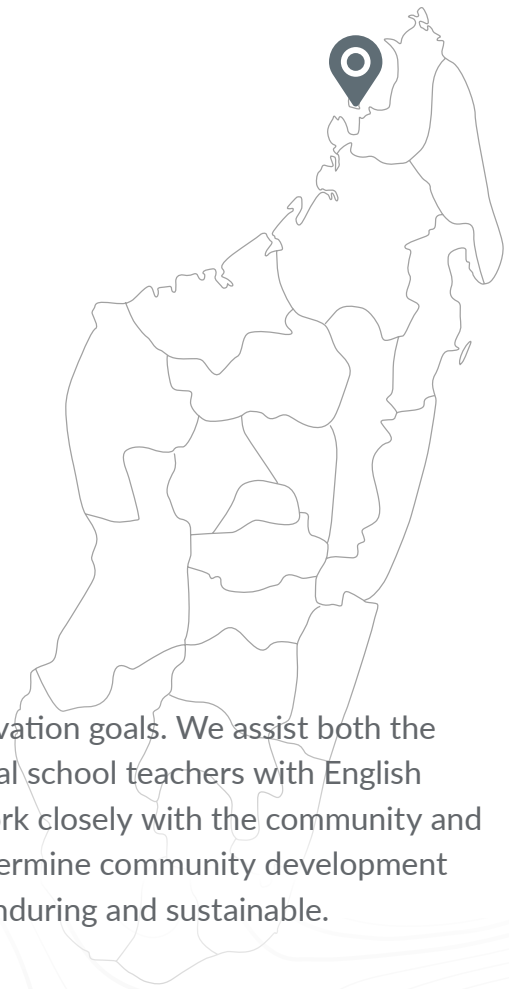 vation goals. We assist both the
al school teachers with English
rk closely with the community and
ermine community development
nduring and sustainable.